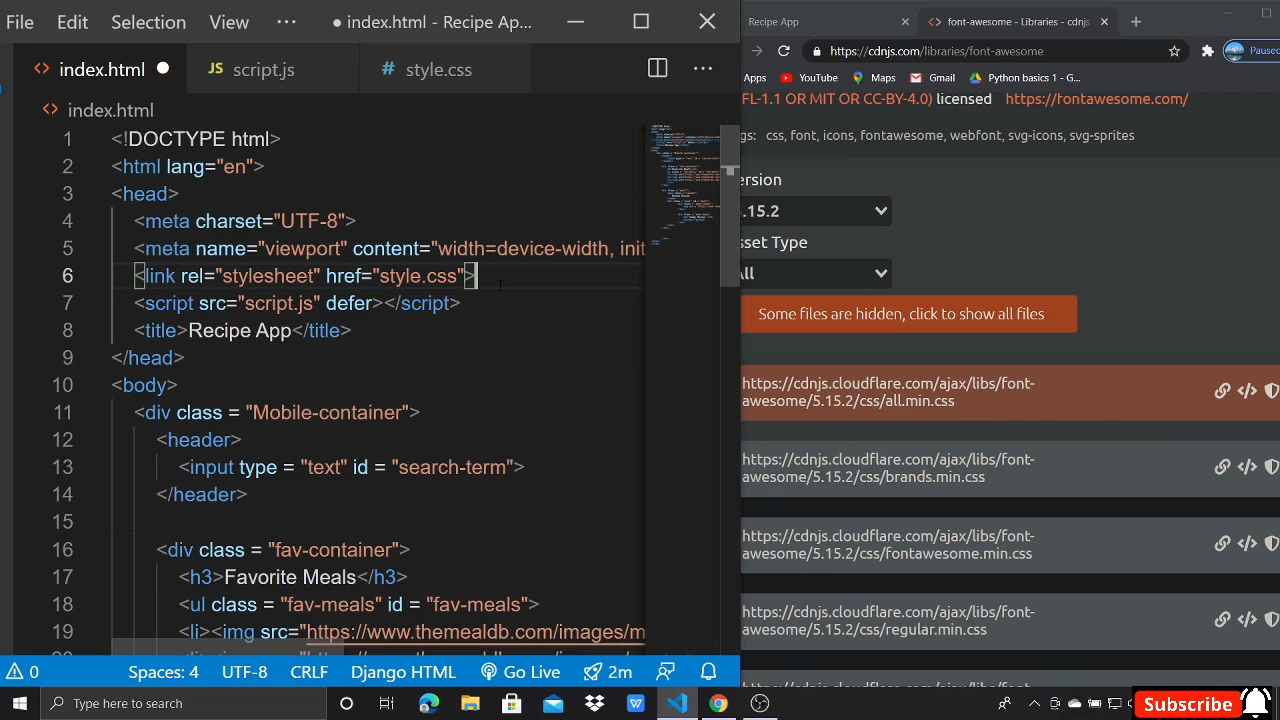 File Edit Selection View ··· ● index.html - Recipe Ap...
index.html ● JS script.js # style.css ···
<> index.html
1 <!DOCTYPE html>
2 <html lang="en">
3 <head>
4 <meta charset="UTF-8">
5 <meta name="viewport" content="width=device-width, init
6 <link rel="stylesheet" href="style.css">
7 <script src="script.js" defer></script>
8 <title>Recipe App</title>
9 </head>
10 <body>
11 <div class = "Mobile-container">
12 <header>
13 <input type = "text" id = "search-term">
14 </header>
15
16 <div class = "fav-container">
17 <h3>Favorite Meals</h3>
18 <ul class = "fav-meals" id = "fav-meals">
19 <li><img src="https://www.themealdb.com/images/m
0 Spaces: 4 UTF-8 CRLF Django HTML Go Live 2m
Recipe App font-awesome - Libraries - cdnjs
https://cdnjs.com/libraries/font-awesome Paused
Apps YouTube Maps Gmail Python basics 1 - G...
FL-1.1 OR MIT OR CC-BY-4.0) licensed https://fontawesome.com/
gs: css, font, icons, fontawesome, webfont, svg-icons, svg-sprites
ersion
.15.2
sset Type
All
Some files are hidden, click to show all files
https://cdnjs.cloudflare.com/ajax/libs/font-
awesome/5.15.2/css/all.min.css
https://cdnjs.cloudflare.com/ajax/libs/font-
awesome/5.15.2/css/brands.min.css
https://cdnjs.cloudflare.com/ajax/libs/font-
awesome/5.15.2/css/fontawesome.min.css
https://cdnjs.cloudflare.com/ajax/libs/font-
awesome/5.15.2/css/regular.min.css
Type here to search
Subscribe